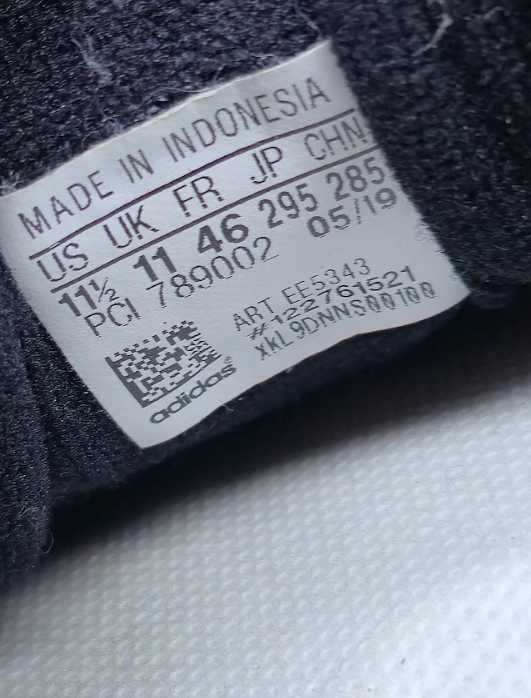 MADE IN INDONESIA
US UK FR JP CHN
11½ 11 46 295 285
PCI 789002 05/19
ART EE5343
#122761521
xkL9DNNS00100
adidas®